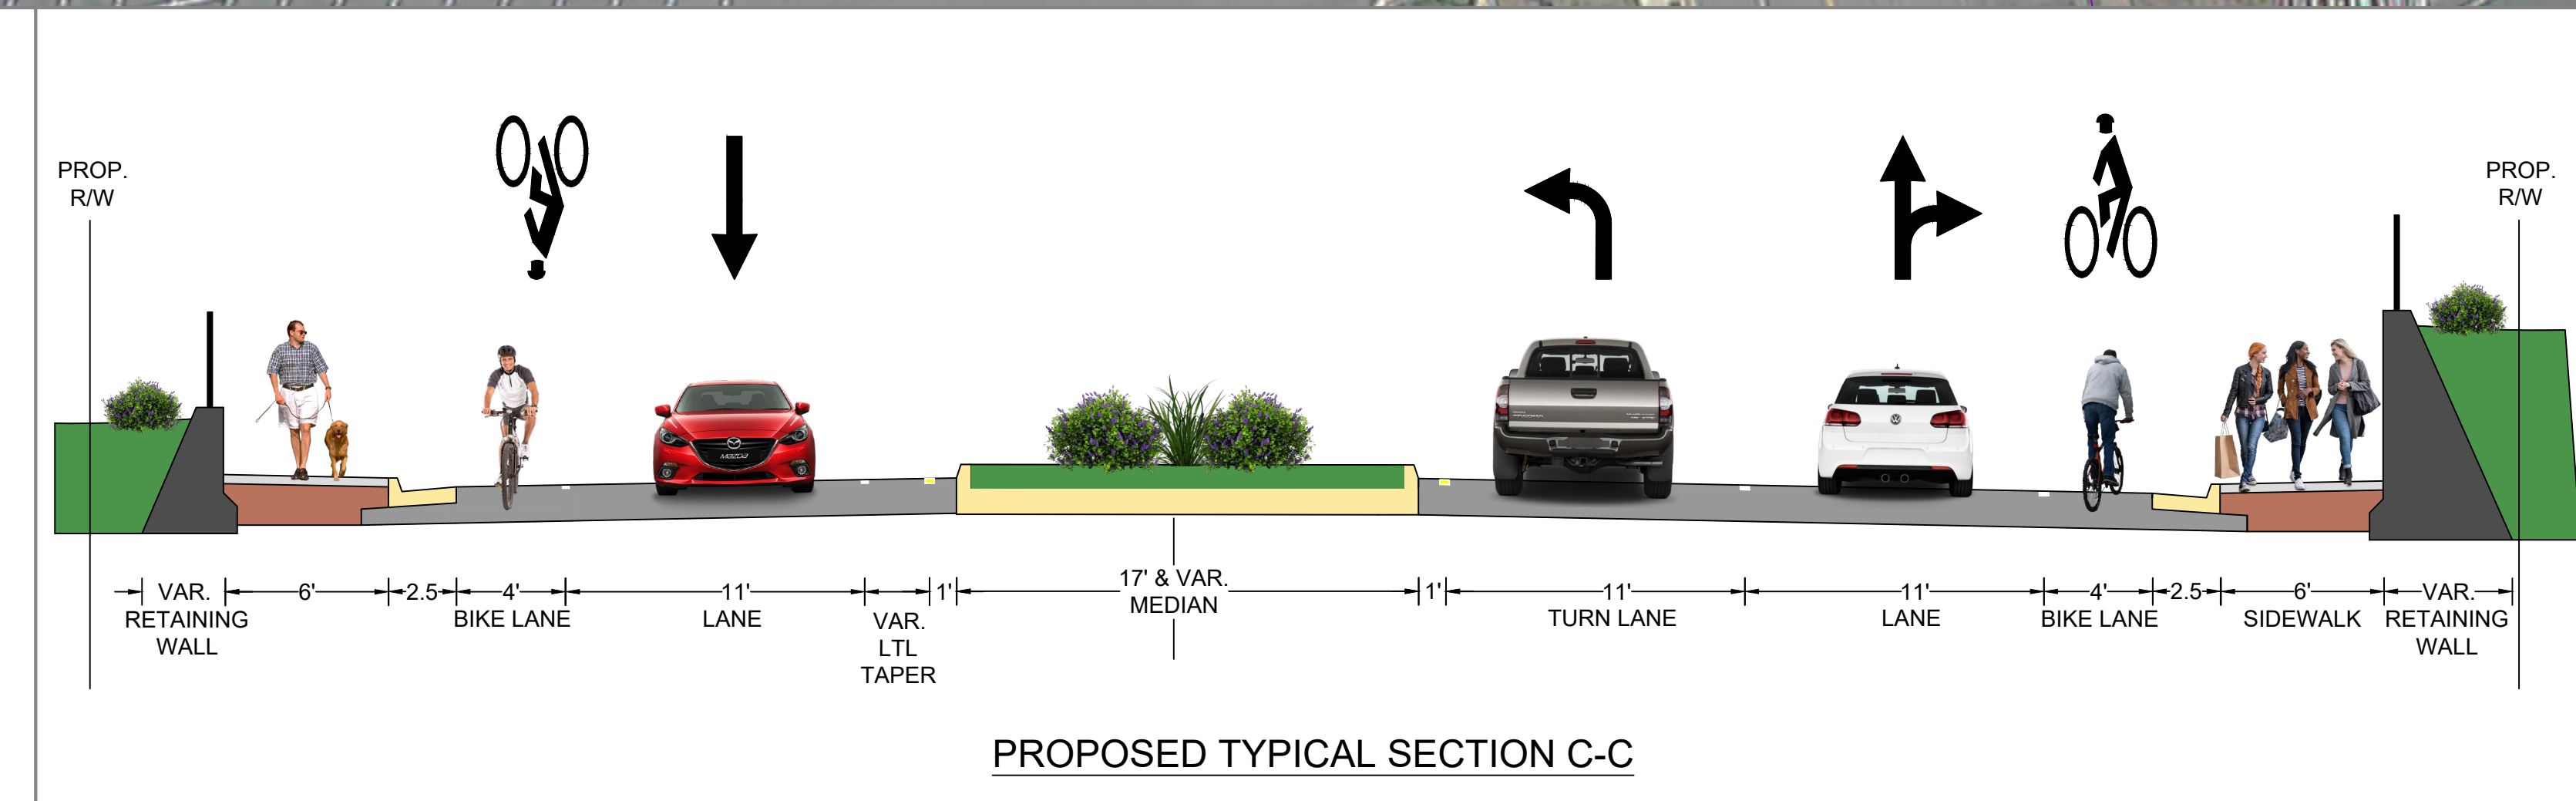 PROP.
R/W
PROP.
R/W
MAZDA
VAR.
RETAINING
WALL
6'
2.5
4'
BIKE LANE
11'
LANE
VAR.
LTL
TAPER
1'
17' & VAR.
MEDIAN
1'
11'
TURN LANE
11'
LANE
4'
BIKE LANE
2.5
6'
SIDEWALK
VAR.
RETAINING
WALL
PROPOSED TYPICAL SECTION C-C